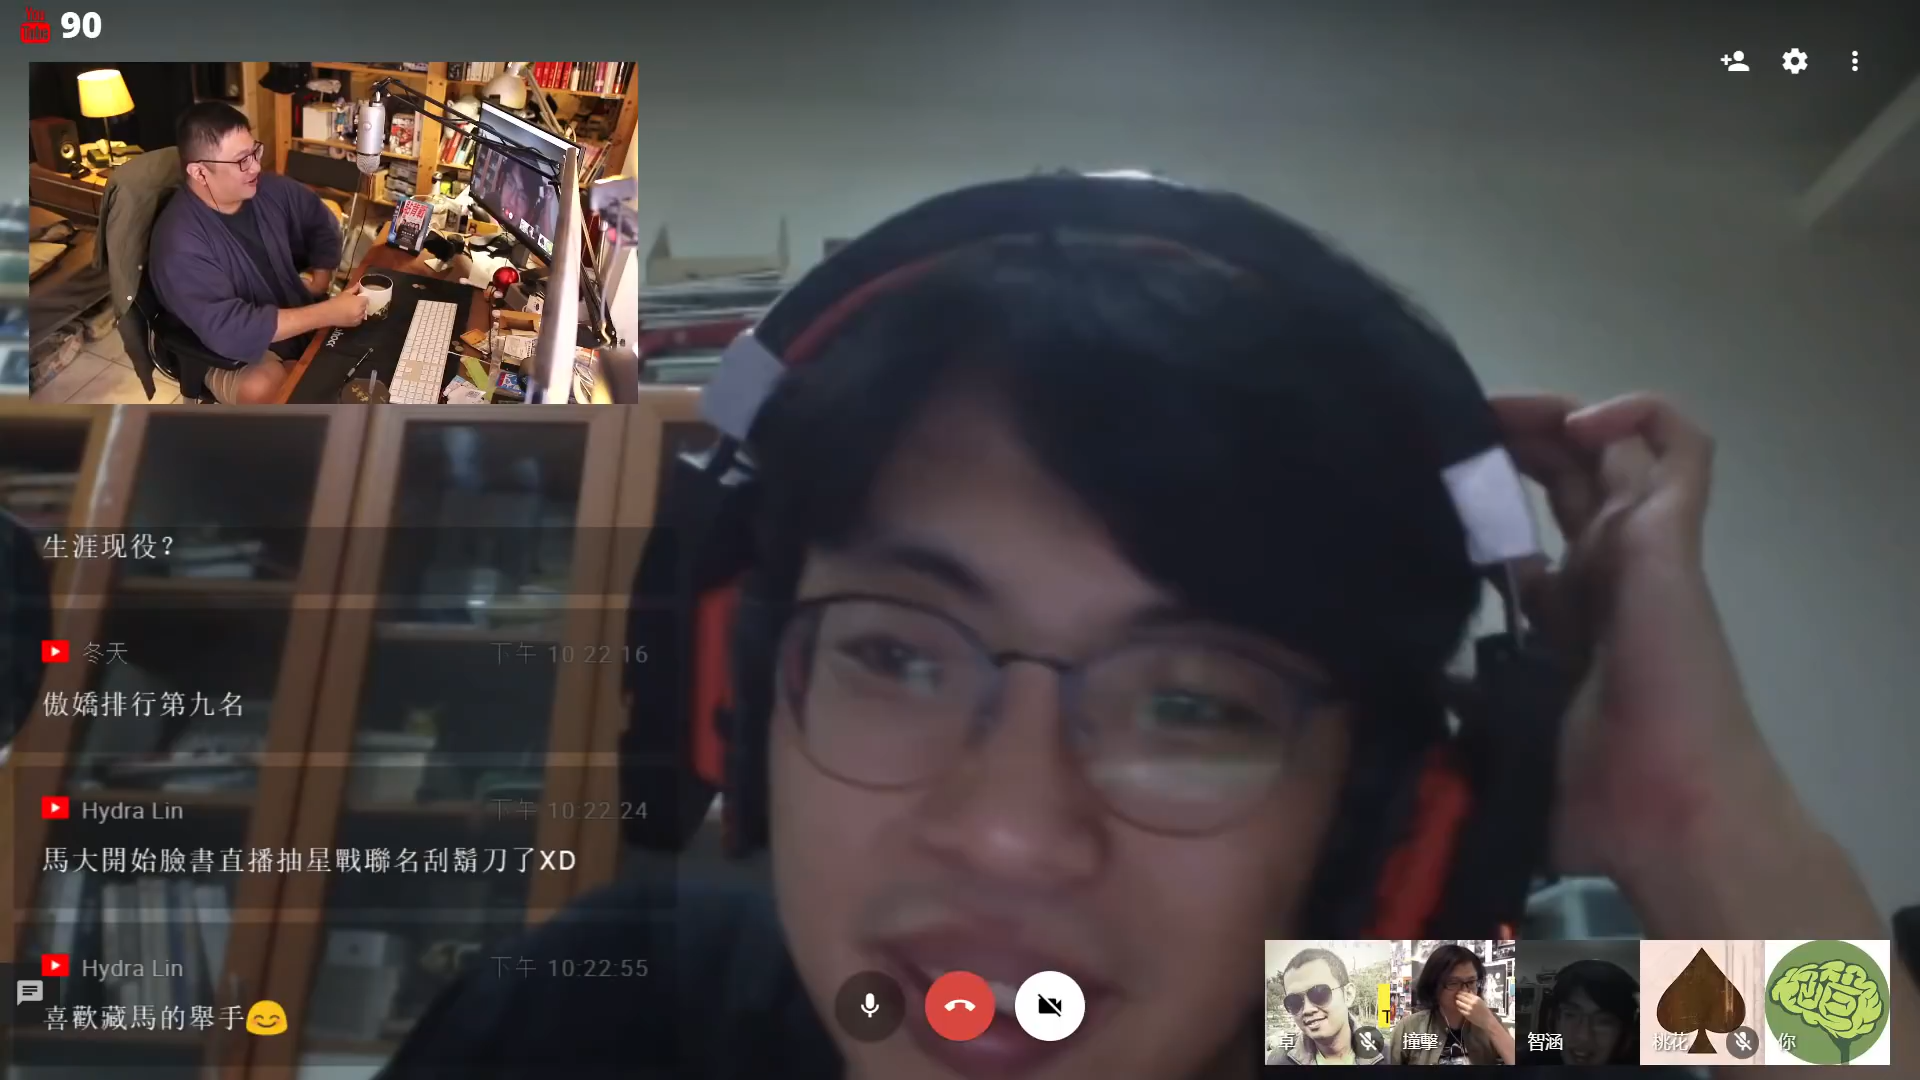 You
Tube
90
生涯现役？
冬天 下午 10:22:16
傲嬌排行第九名
Hydra Lin 下午 10:22:24
馬大開始臉書直播抽星戰聯名刮鬍刀了XD
Hydra Lin 下午 10:22:55
喜歡藏馬的舉手
卓 撞擊 智涵 桃花 你